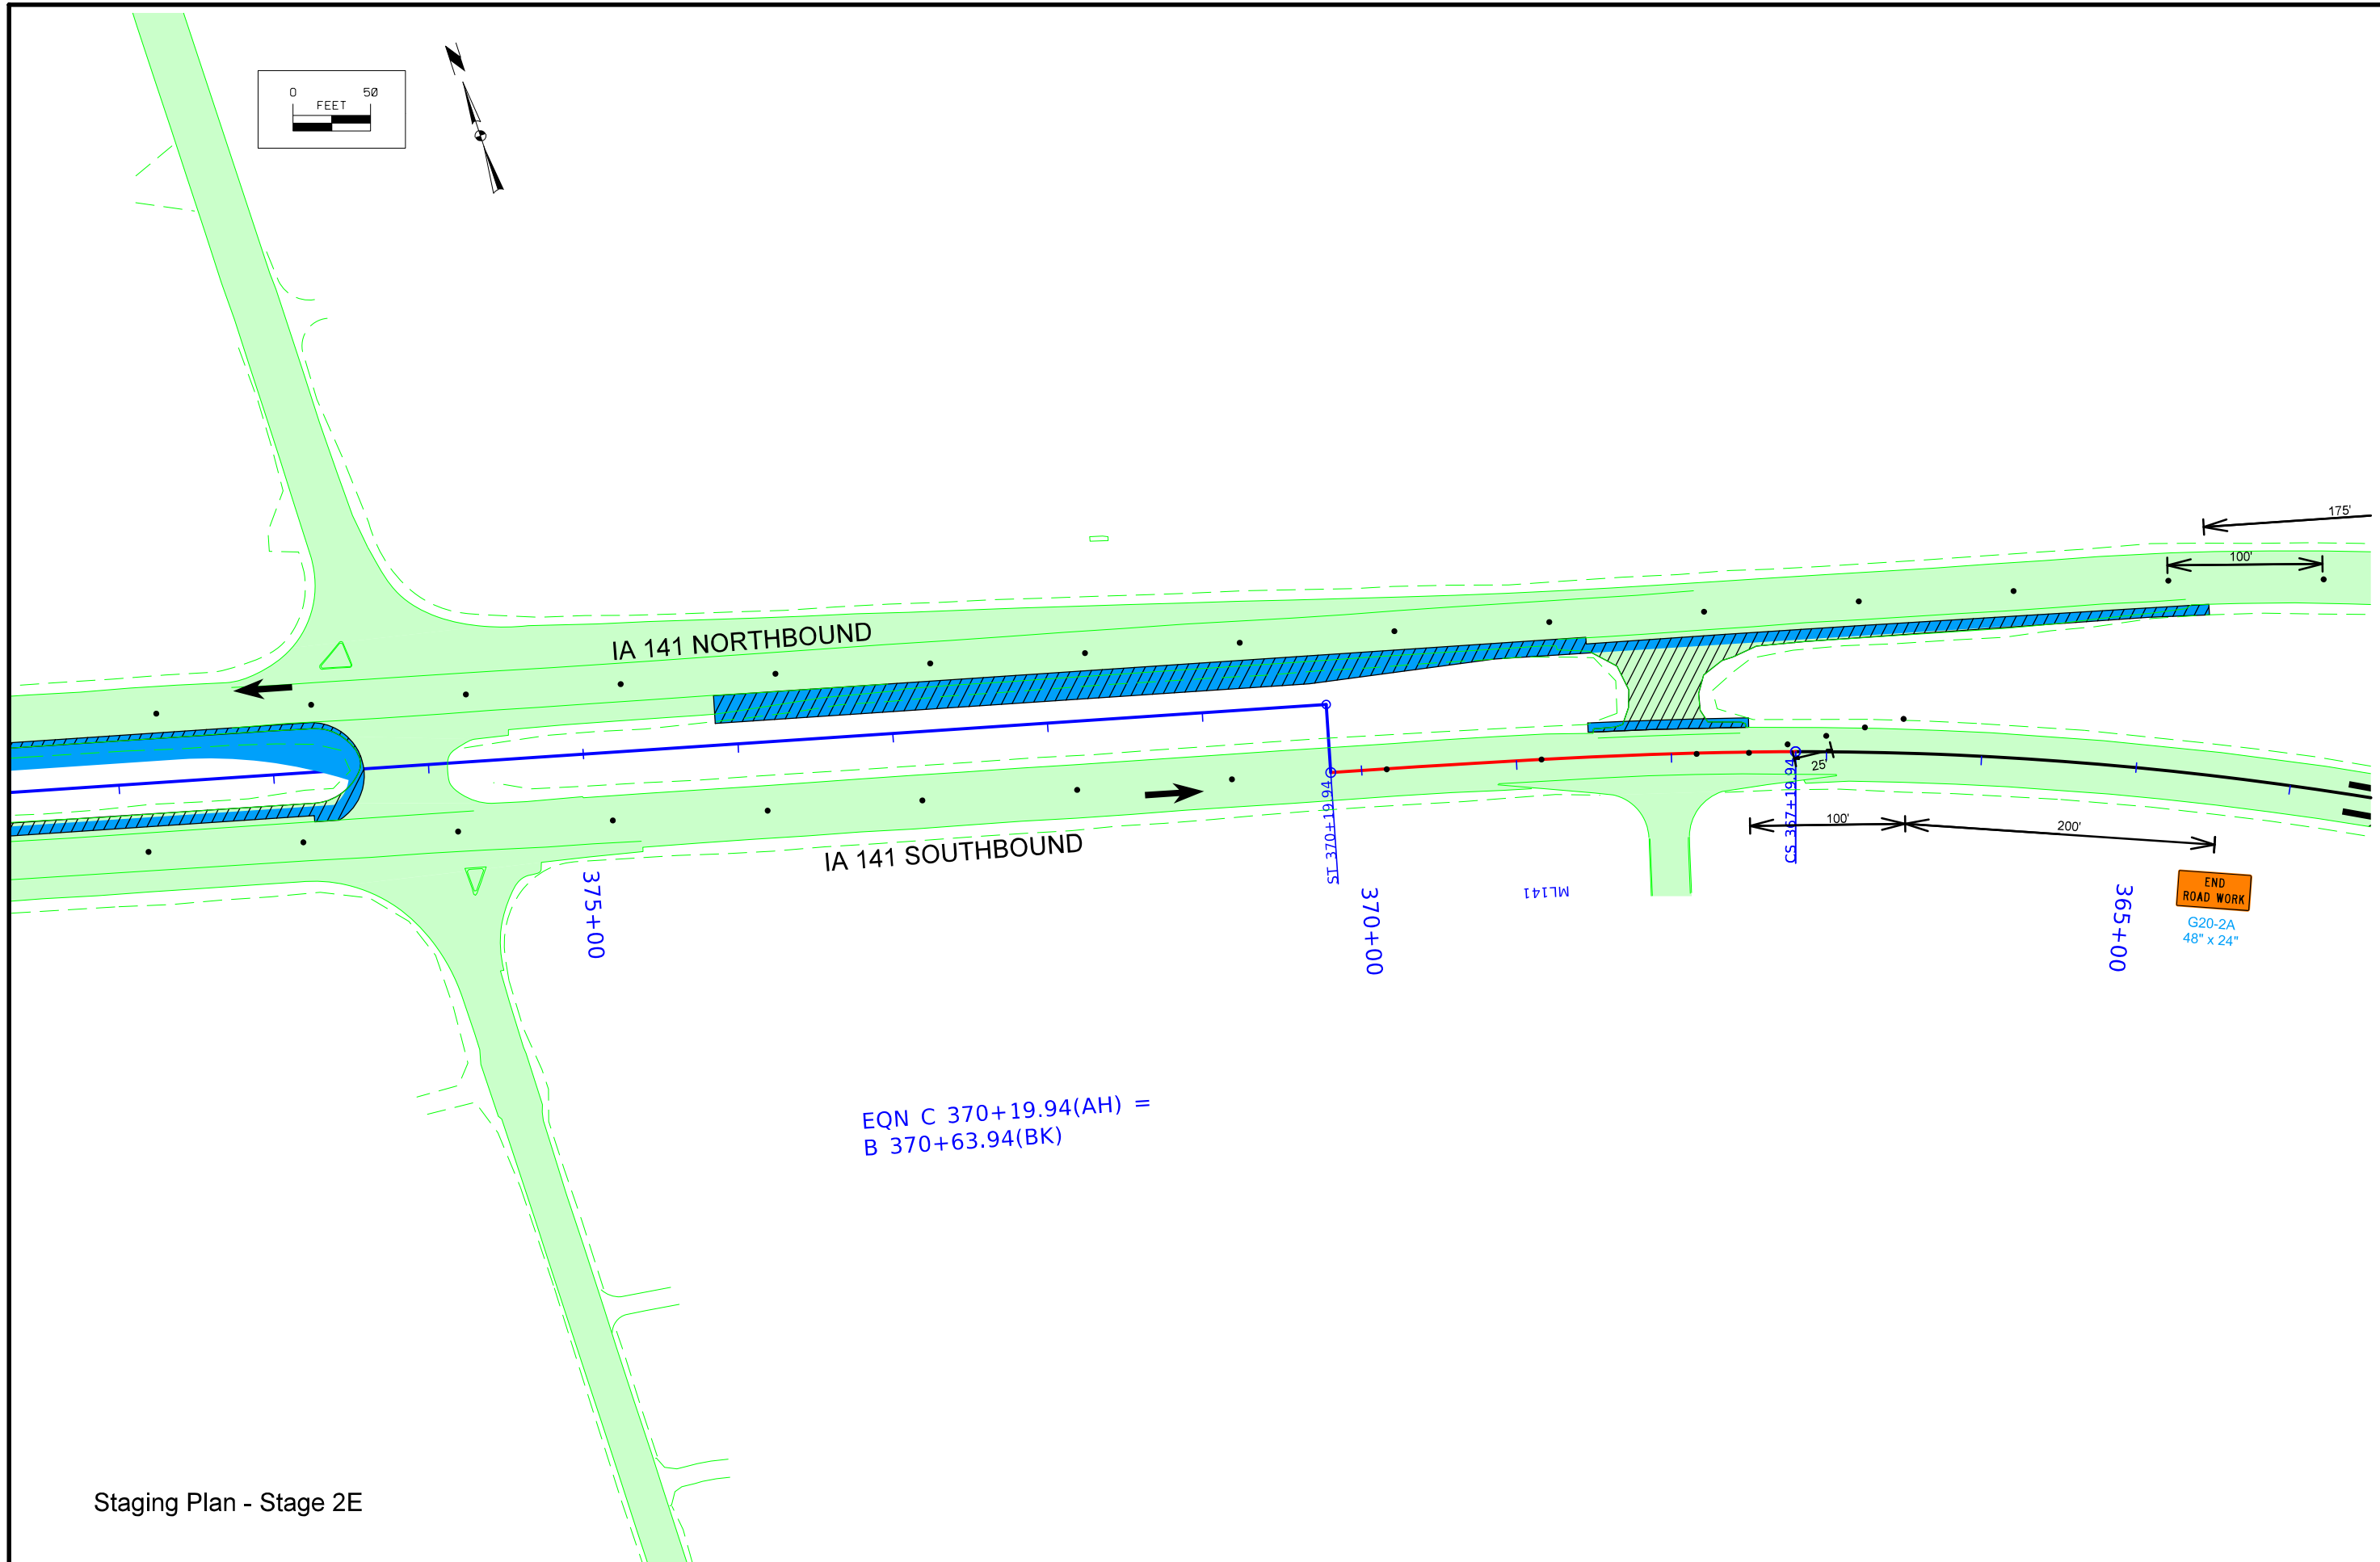 0 50
FEET
175'
100'
IA 141 NORTHBOUND
25'
100'
200'
IA 141 SOUTHBOUND
ST 370+19.94
CS 367+19.94
375+00
370+00
ML141
365+00
END
ROAD WORK
G20-2A
48" x 24"
EQN C 370+19.94(AH) =
B 370+63.94(BK)
Staging Plan - Stage 2E